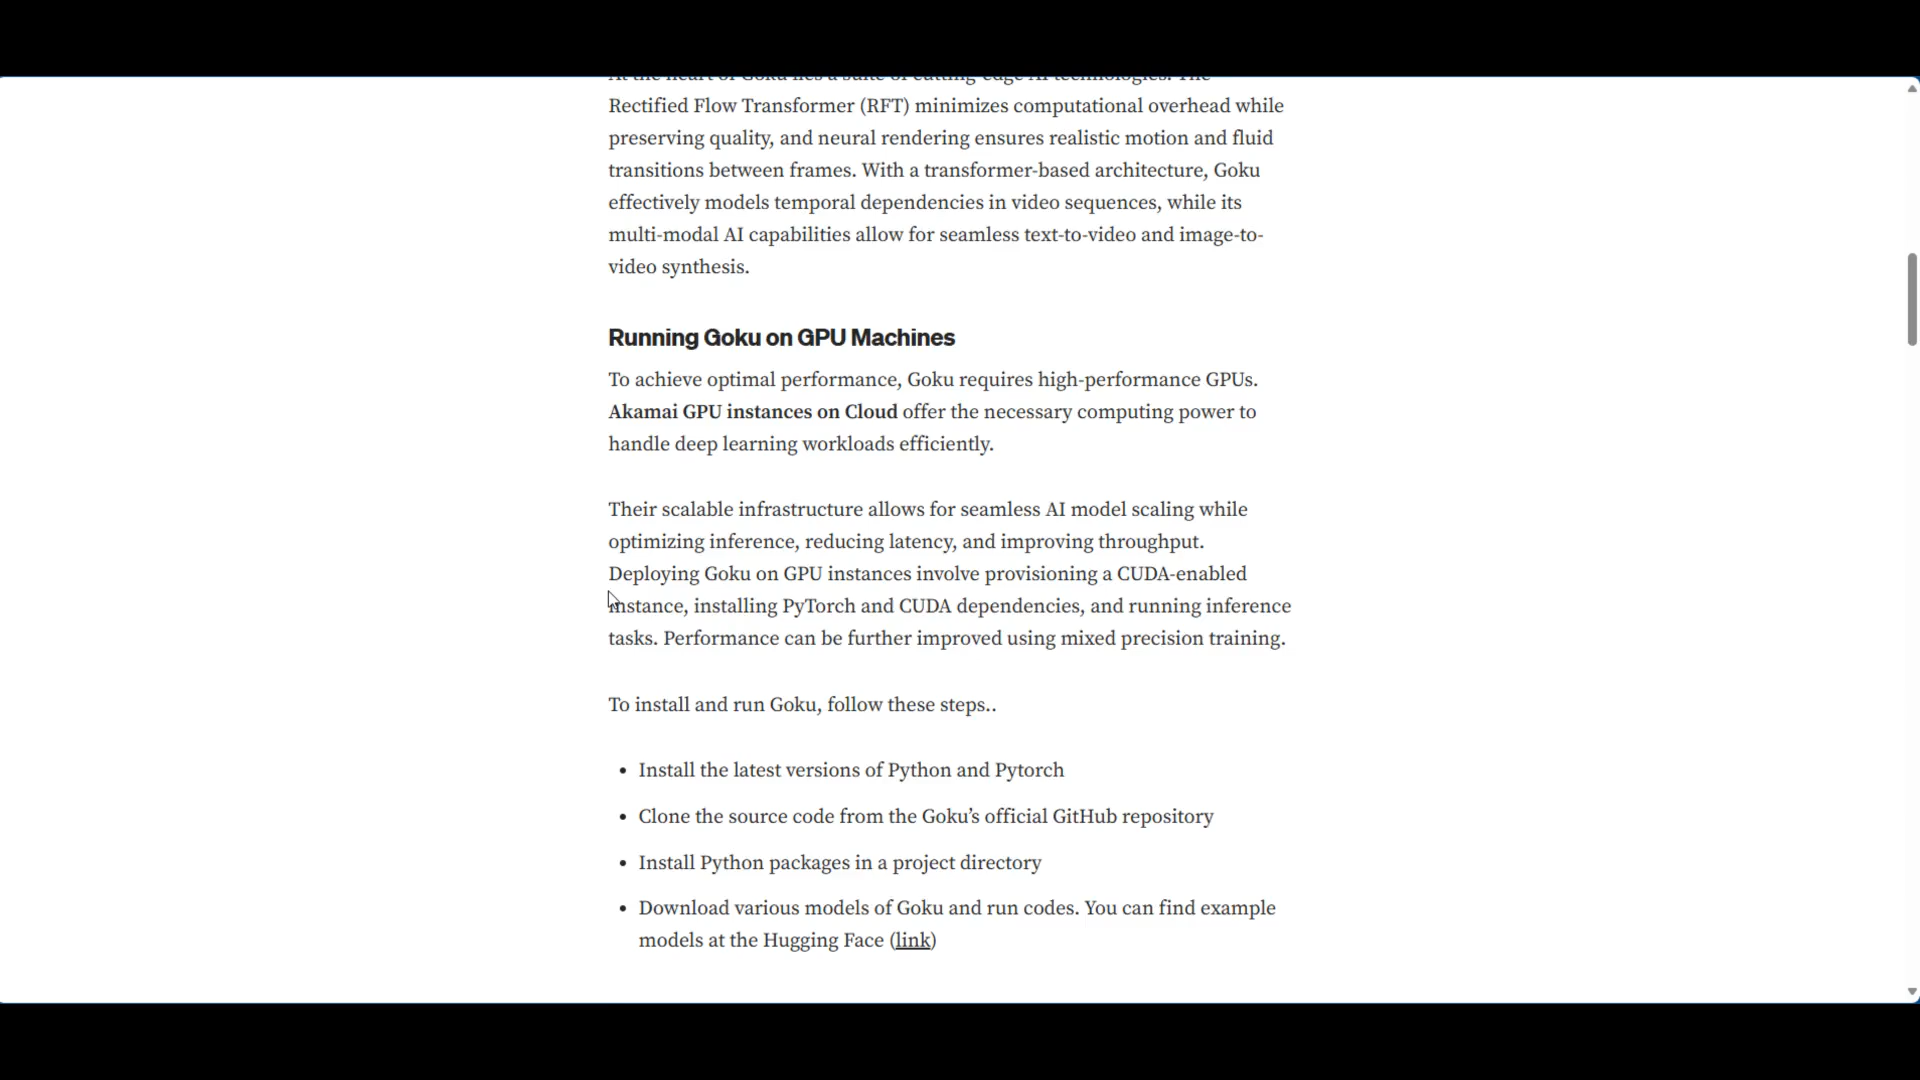 At the heart of Goku lies a suite of cutting-edge AI technologies. The
Rectified Flow Transformer (RFT) minimizes computational overhead while
preserving quality, and neural rendering ensures realistic motion and fluid
transitions between frames. With a transformer-based architecture, Goku
effectively models temporal dependencies in video sequences, while its
multi-modal AI capabilities allow for seamless text-to-video and image-to-
video synthesis.
Running Goku on GPU Machines
To achieve optimal performance, Goku requires high-performance GPUs.
Akamai GPU instances on Cloud offer the necessary computing power to
handle deep learning workloads efficiently.
Their scalable infrastructure allows for seamless AI model scaling while
optimizing inference, reducing latency, and improving throughput.
Deploying Goku on GPU instances involve provisioning a CUDA-enabled
instance, installing PyTorch and CUDA dependencies, and running inference
tasks. Performance can be further improved using mixed precision training.
To install and run Goku, follow these steps..
• Install the latest versions of Python and Pytorch
• Clone the source code from the Goku’s official GitHub repository
• Install Python packages in a project directory
• Download various models of Goku and run codes. You can find example
models at the Hugging Face (link)